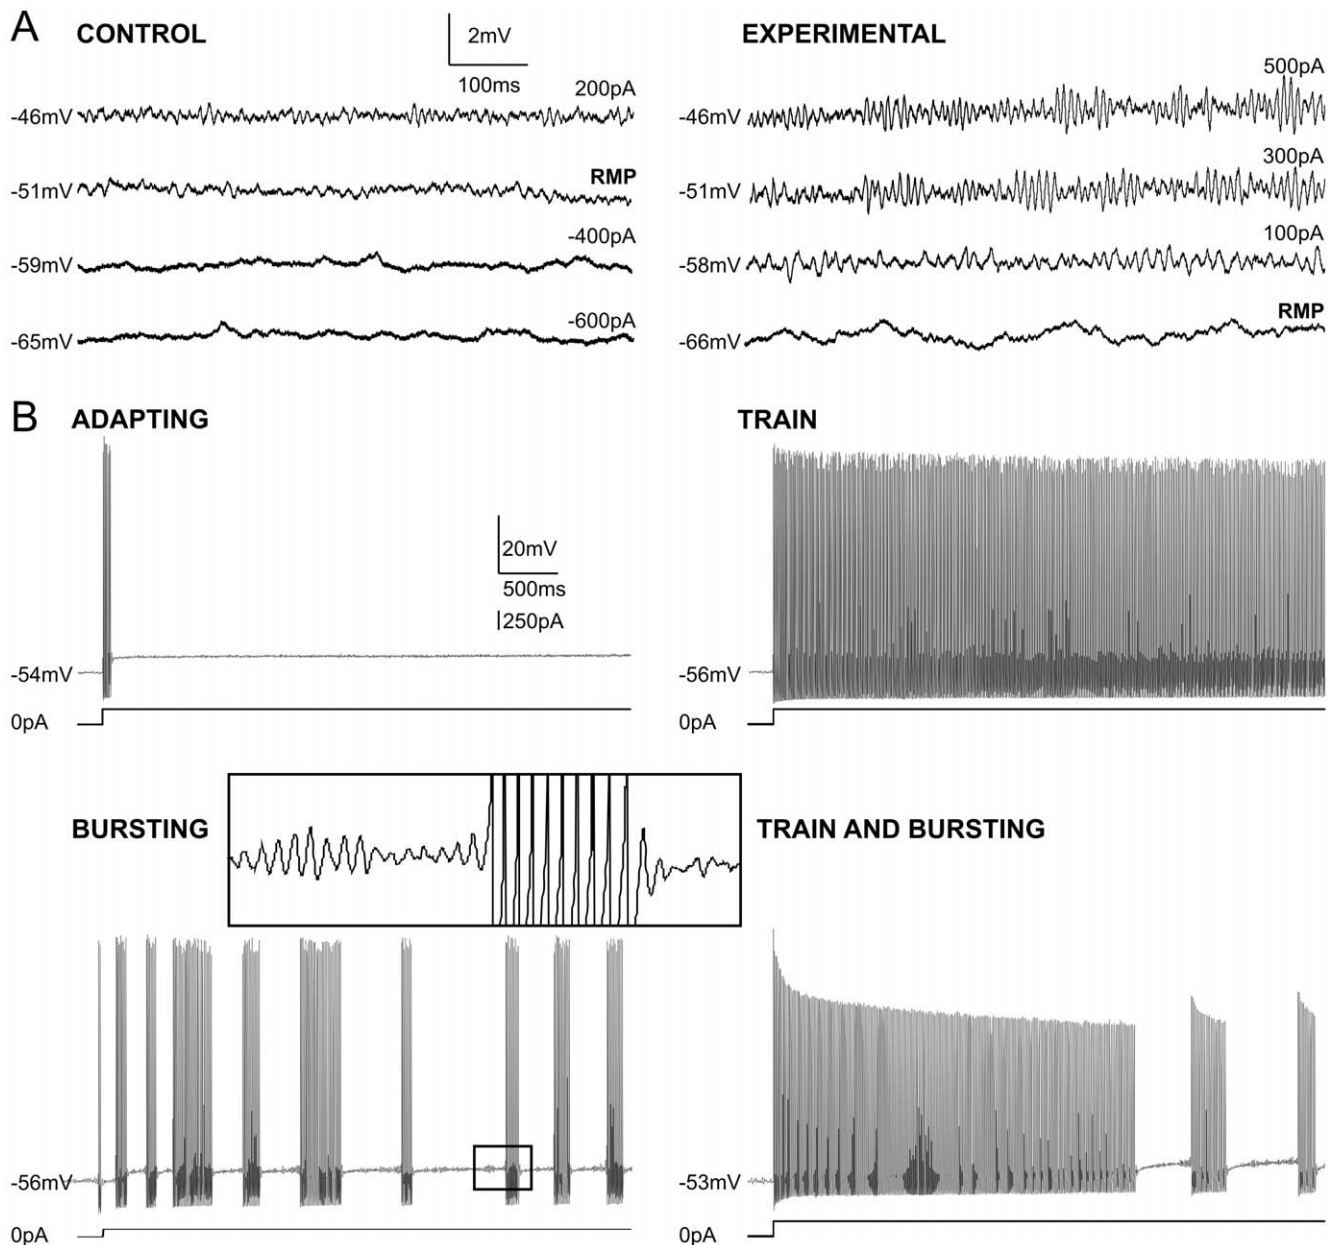 A CONTROL
2mV
100ms
EXPERIMENTAL
200pA
-46mV
RMP
-51mV
-400pA
-59mV
-600pA
-65mV
500pA
-46mV
300pA
-51mV
100pA
-58mV
RMP
-66mV
B ADAPTING
20mV
500ms
250pA
-54mV
0pA
TRAIN
-56mV
0pA
BURSTING
-56mV
0pA
TRAIN AND BURSTING
-53mV
0pA